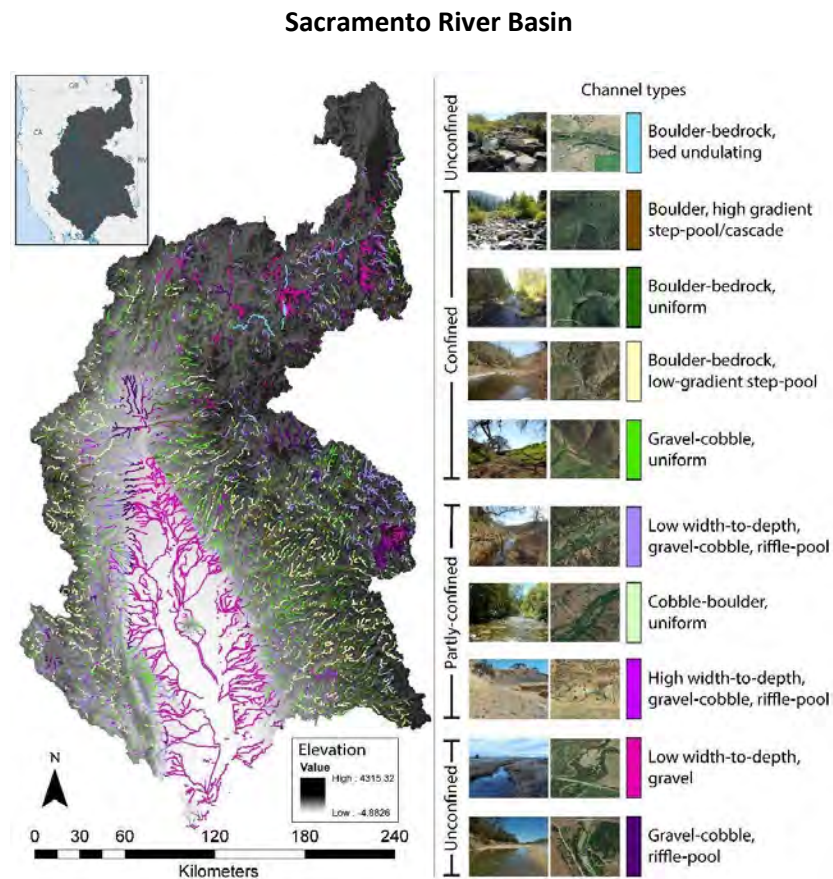 Sacramento River Basin
OR
CA
NV
Channel types
Unconfined
Boulder-bedrock,
bed undulating
Confined
Boulder, high gradient
step-pool/cascade
Boulder-bedrock,
uniform
Boulder-bedrock,
low-gradient step-pool
Gravel-cobble,
uniform
Partly-confined
Low width-to-depth,
gravel-cobble, riffle-pool
Cobble-boulder,
uniform
High width-to-depth,
gravel-cobble, riffle-pool
Unconfined
Low width-to-depth,
gravel
Gravel-cobble,
riffle-pool
Elevation
Value
High : 4315.32
Low : -4.8826
N
0 30 60 120 180 240
Kilometers